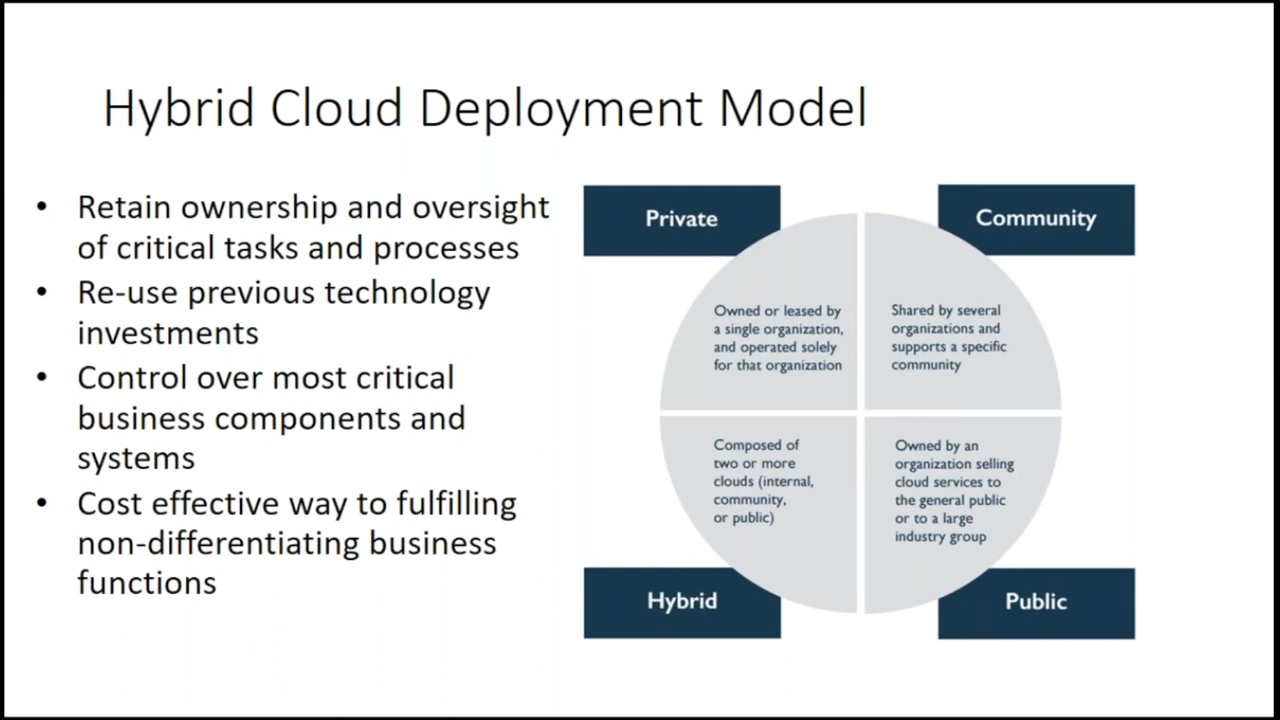 Hybrid Cloud Deployment Model
• Retain ownership and oversight
of critical tasks and processes
• Re-use previous technology
investments
• Control over most critical
business components and
systems
• Cost effective way to fulfilling
non-differentiating business
functions
Private
Owned or leased by
a single organization,
and operated solely
for that organization
Community
Shared by several
organizations and
supports a specific
community
Composed of
two or more
clouds (internal,
community,
or public)
Hybrid
Owned by an
organization selling
cloud services to
the general public
or to a large
industry group
Public